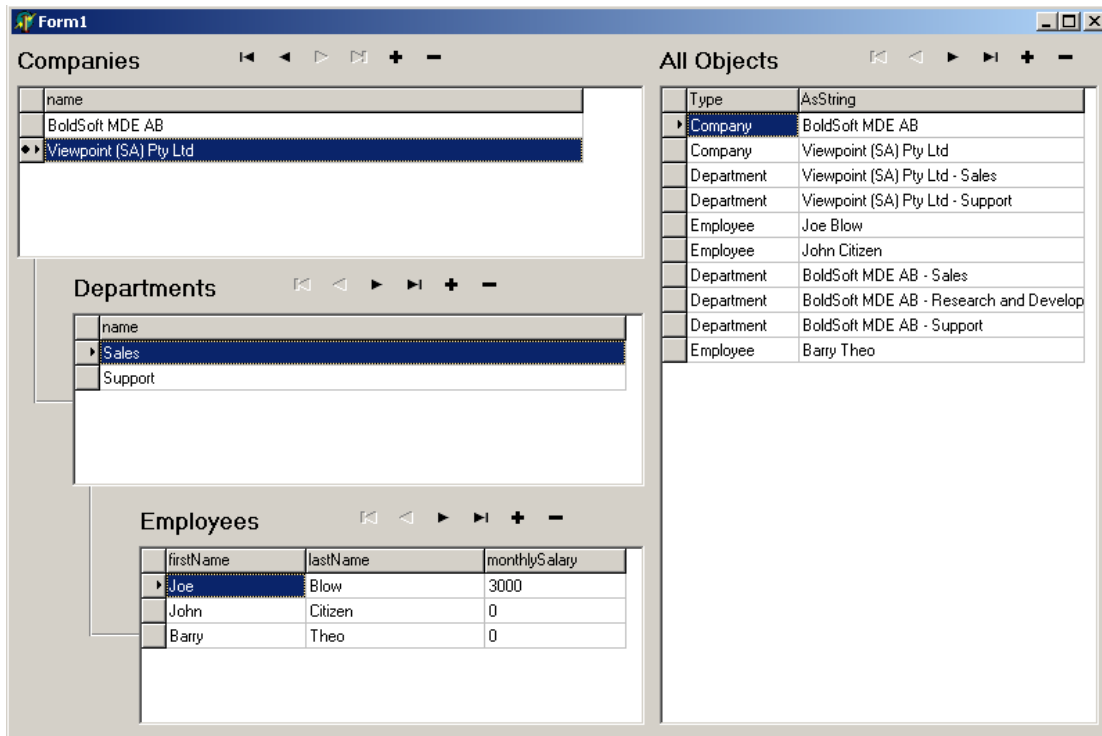 Form1
Companies
name
BoldSoft MDE AB
Viewpoint (SA) Pty Ltd
Departments
name
Sales
Support
Employees
firstName lastName monthlySalary
Joe Blow 3000
John Citizen 0
Barry Theo 0
All Objects
Type AsString
Company BoldSoft MDE AB
Company Viewpoint (SA) Pty Ltd
Department Viewpoint (SA) Pty Ltd - Sales
Department Viewpoint (SA) Pty Ltd - Support
Employee Joe Blow
Employee John Citizen
Department BoldSoft MDE AB - Sales
Department BoldSoft MDE AB - Research and Develop
Department BoldSoft MDE AB - Support
Employee Barry Theo